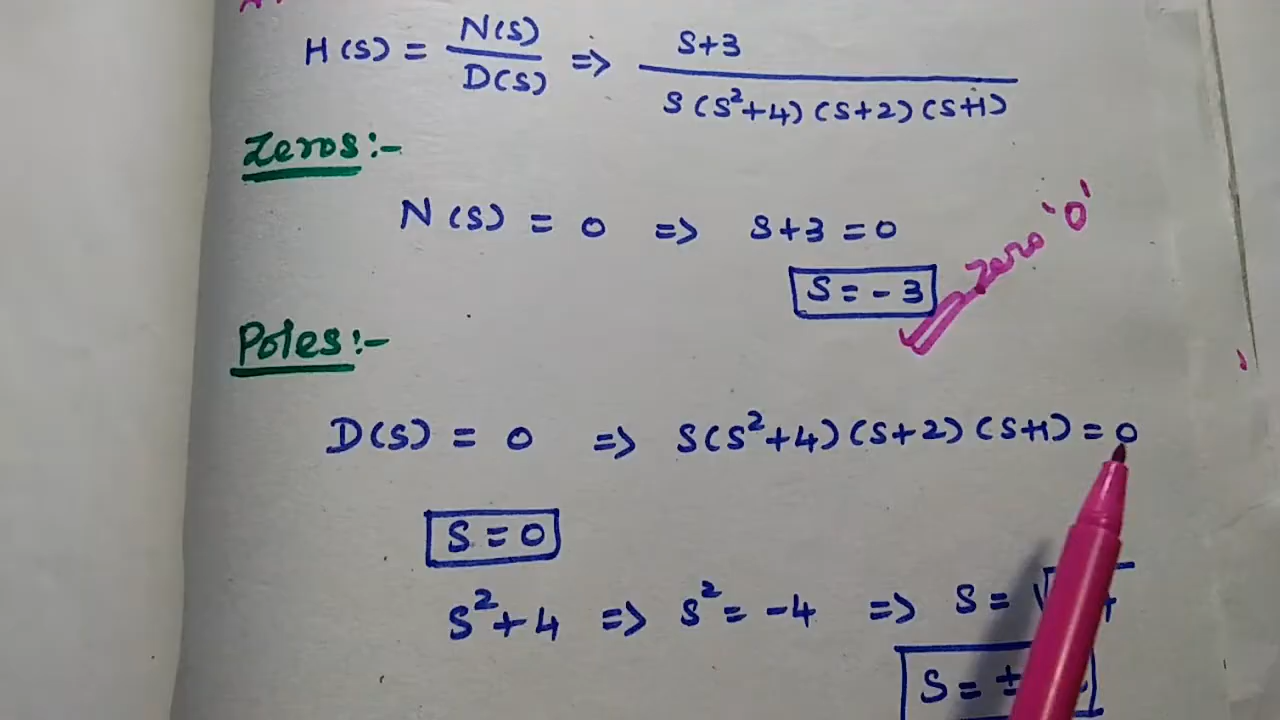 H(S) = N(S)/D(S) => S+3/S(S²+4)(S+2)(S+1)
Zeros:-
N(S) = 0 => S+3 = 0
S = -3 zero '0'
Poles:-
D(S) = 0 => S(S²+4)(S+2)(S+1) = 0
S = 0
S²+4 => S² = -4 => S = √
S = ±